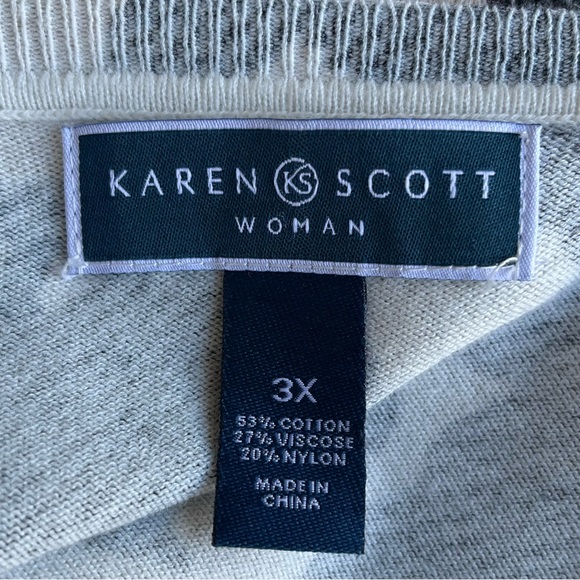 KAREN KS SCOTT
WOMAN
3X
53% COTTON
27% VISCOSE
20% NYLON
MADE IN
CHINA